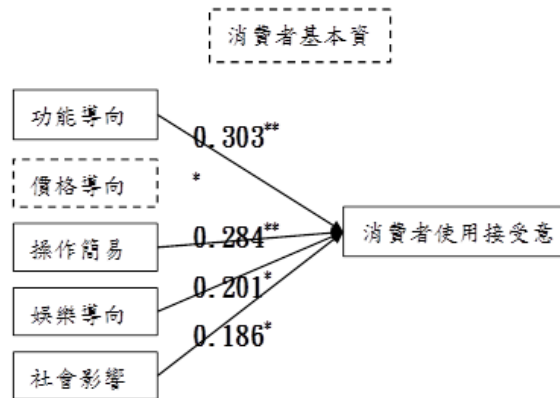 消費者基本資
功能導向
0.303**
*
價格導向
操作簡易
0.284**
消費者使用接受意
娛樂導向
0.201*
0.186*
社會影響